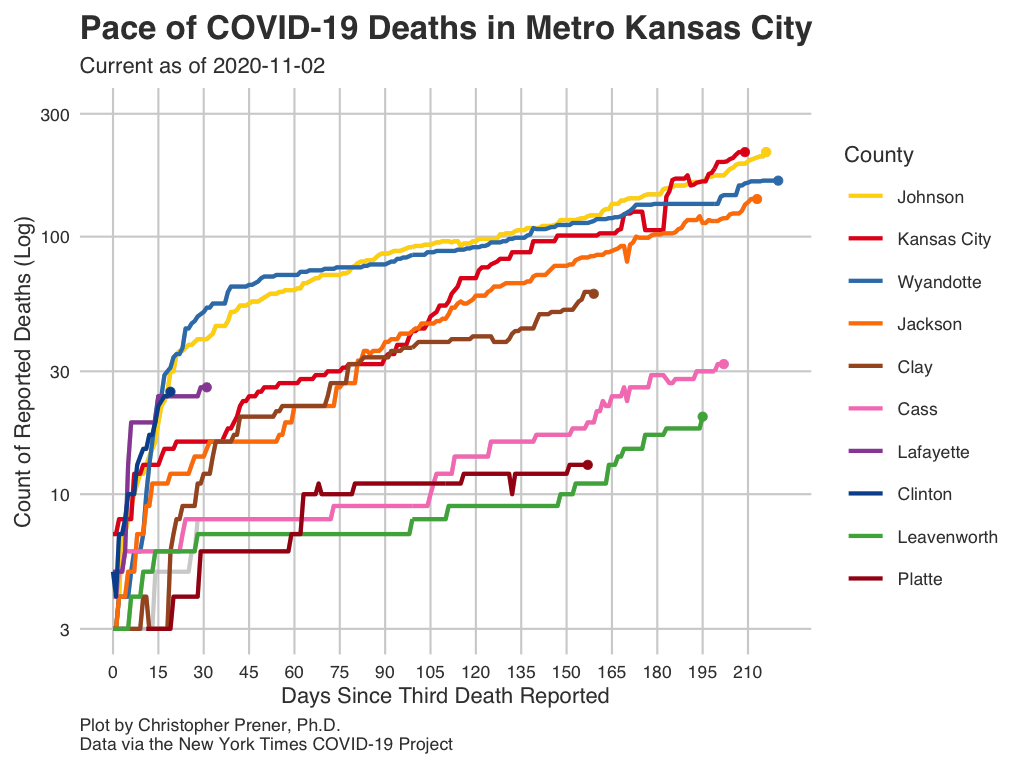 Pace of COVID-19 Deaths in Metro Kansas City
Current as of 2020-11-02
Count of Reported Deaths (Log)
300
100
30
10
3
0 15 30 45 60 75 90 105 120 135 150 165 180 195 210
Days Since Third Death Reported
County
Johnson
Kansas City
Wyandotte
Jackson
Clay
Cass
Lafayette
Clinton
Leavenworth
Platte
Plot by Christopher Prener, Ph.D.
Data via the New York Times COVID-19 Project